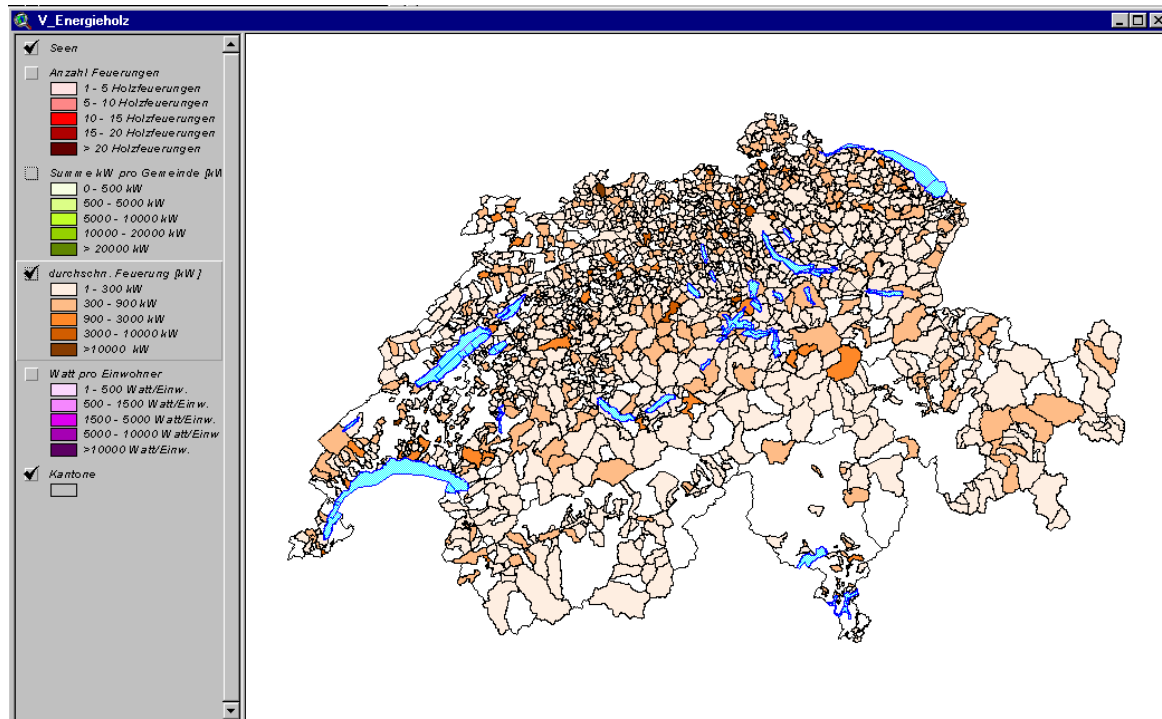 V_Energieholz
Seen
Anzahl Feuerungen
1 - 5 Holzfeuerungen
5 - 10 Holzfeuerungen
10 - 15 Holzfeuerungen
15 - 20 Holzfeuerungen
> 20 Holzfeuerungen
Summe kW pro Gemeinde [kW
0 - 500 kW
500 - 5000 kW
5000 - 10000 kW
10000 - 20000 kW
> 20000 kW
durchschn. Feuerung [kW]
1 - 300 kW
300 - 900 kW
900 - 3000 kW
3000 - 10000 kW
>10000 kW
Watt pro Einwohner
1 - 500 Watt/Einw.
500 - 1500 Watt/Einw.
1500 - 5000 Watt/Einw.
5000 - 10000 Watt/Einw
>10000 Watt/Einw.
Kantone